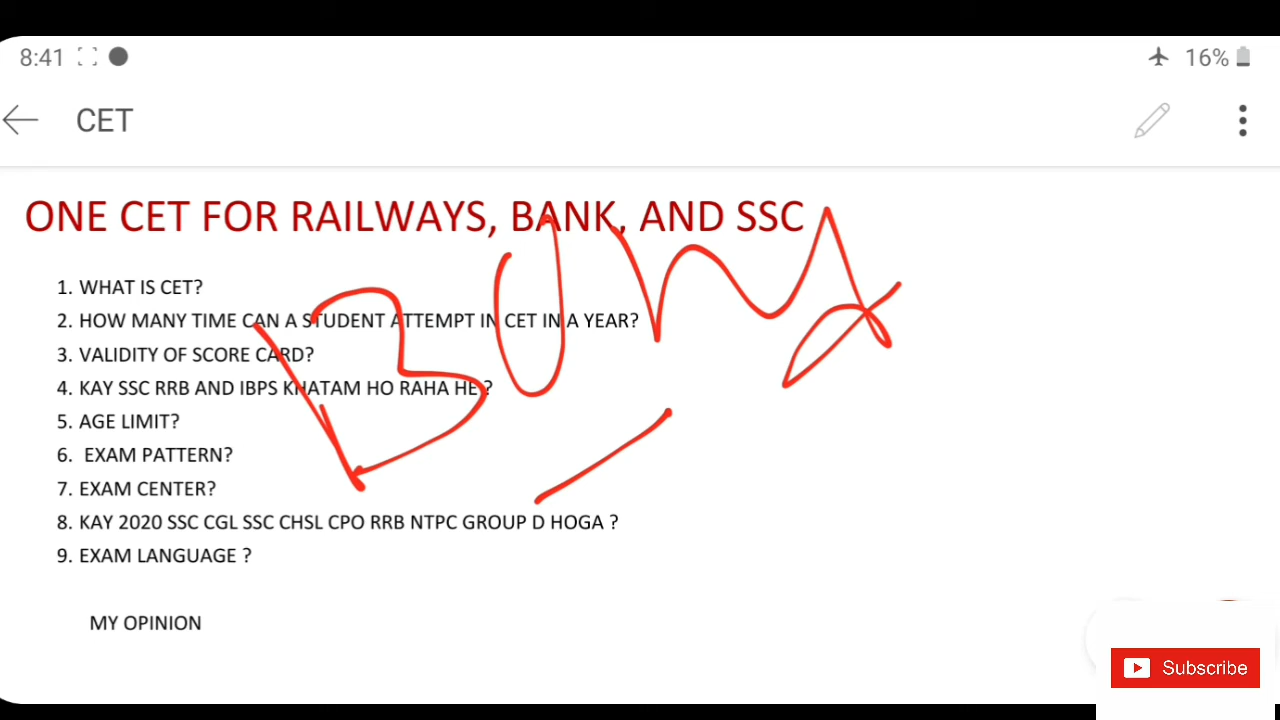 8:41 16%
CET
ONE CET FOR RAILWAYS, BANK, AND SSC
1. WHAT IS CET?
2. HOW MANY TIME CAN A STUDENT ATTEMPT IN CET IN A YEAR?
3. VALIDITY OF SCORE CARD?
4. KAY SSC RRB AND IBPS KHATAM HO RAHA HE ?
5. AGE LIMIT?
6. EXAM PATTERN?
7. EXAM CENTER?
8. KAY 2020 SSC CGL SSC CHSL CPO RRB NTPC GROUP D HOGA ?
9. EXAM LANGUAGE ?
MY OPINION
Subscribe